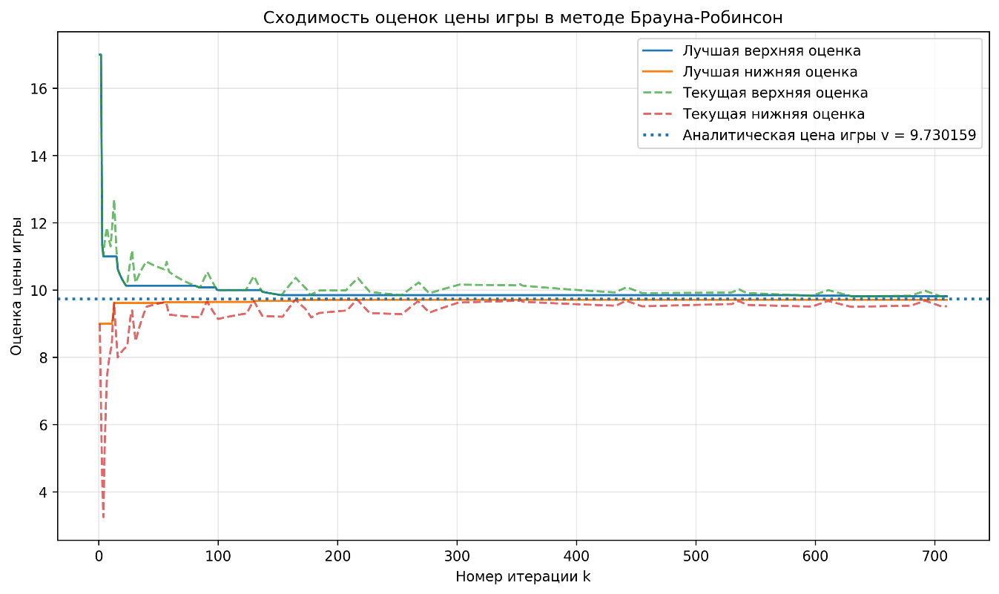 Сходимость оценок цены игры в методе Брауна-Робинсон
Лучшая верхняя оценка
Лучшая нижняя оценка
Текущая верхняя оценка
Текущая нижняя оценка
Аналитическая цена игры v = 9.730159
Оценка цены игры
16
14
12
10
8
6
4
0 100 200 300 400 500 600 700
Номер итерации k